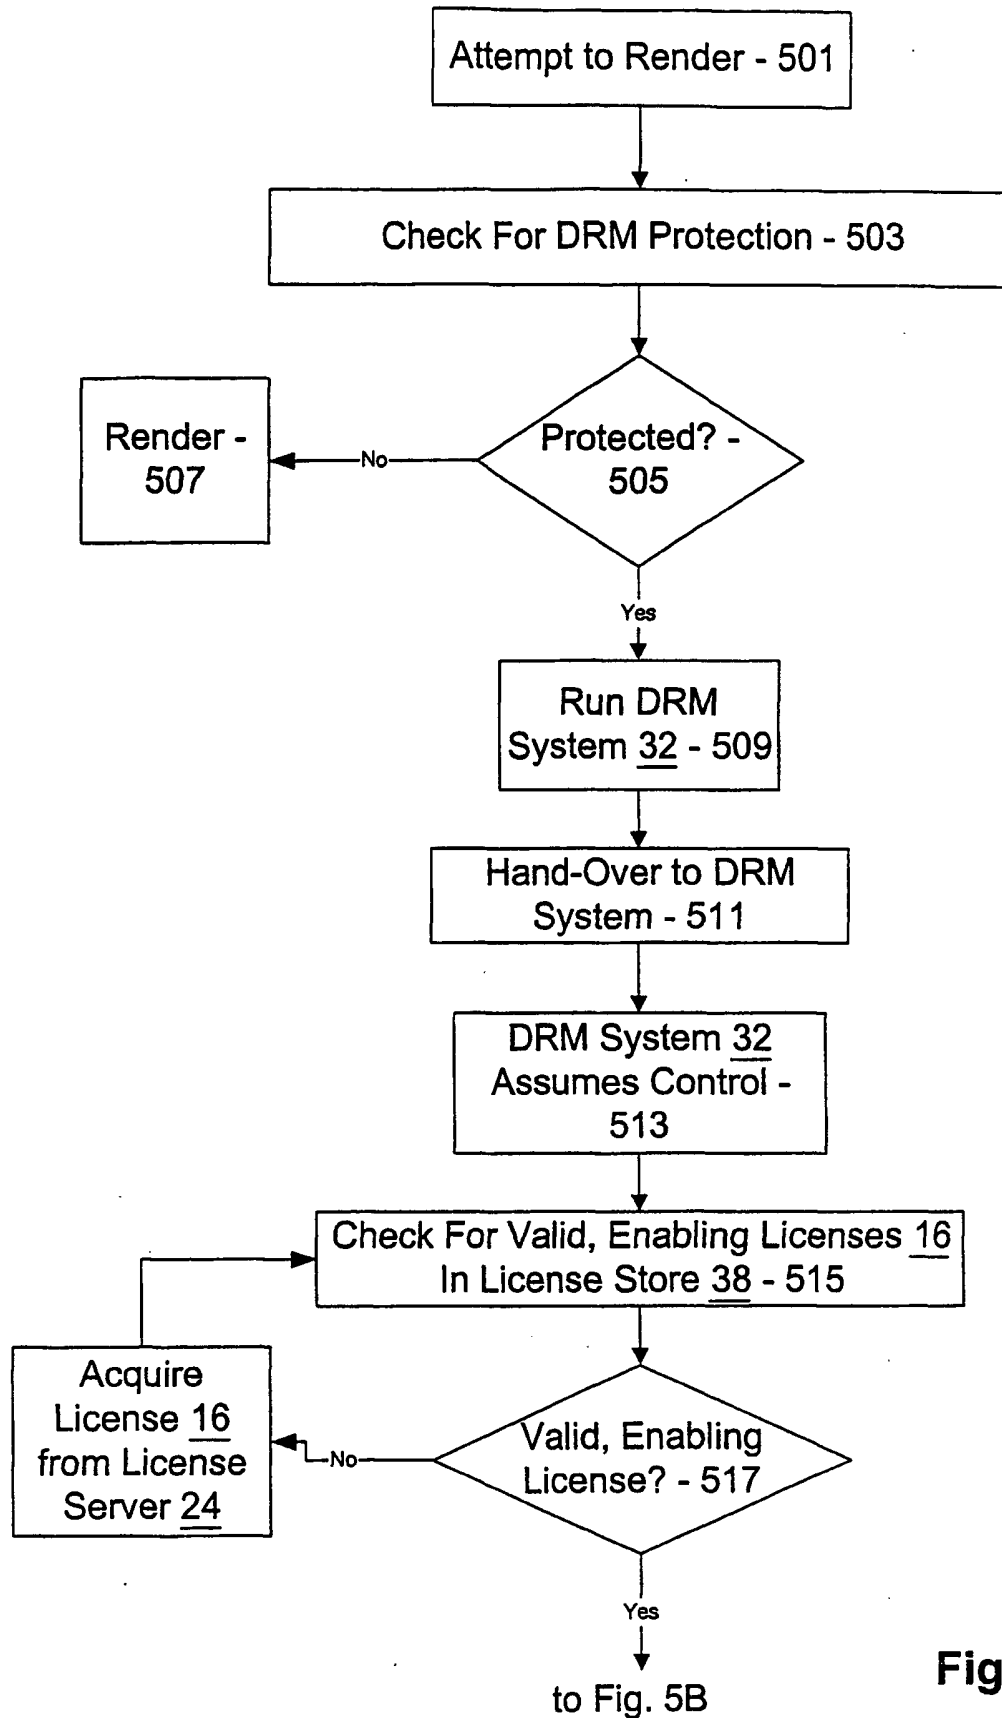 Attempt to Render - 501
Check For DRM Protection - 503
Protected? -
505
No
Render -
507
Yes
Run DRM
System 32 - 509
Hand-Over to DRM
System - 511
DRM System 32
Assumes Control -
513
Check For Valid, Enabling Licenses 16
In License Store 38 - 515
Valid, Enabling
License? - 517
No
Acquire
License 16
from License
Server 24
Yes
to Fig. 5B
Fig